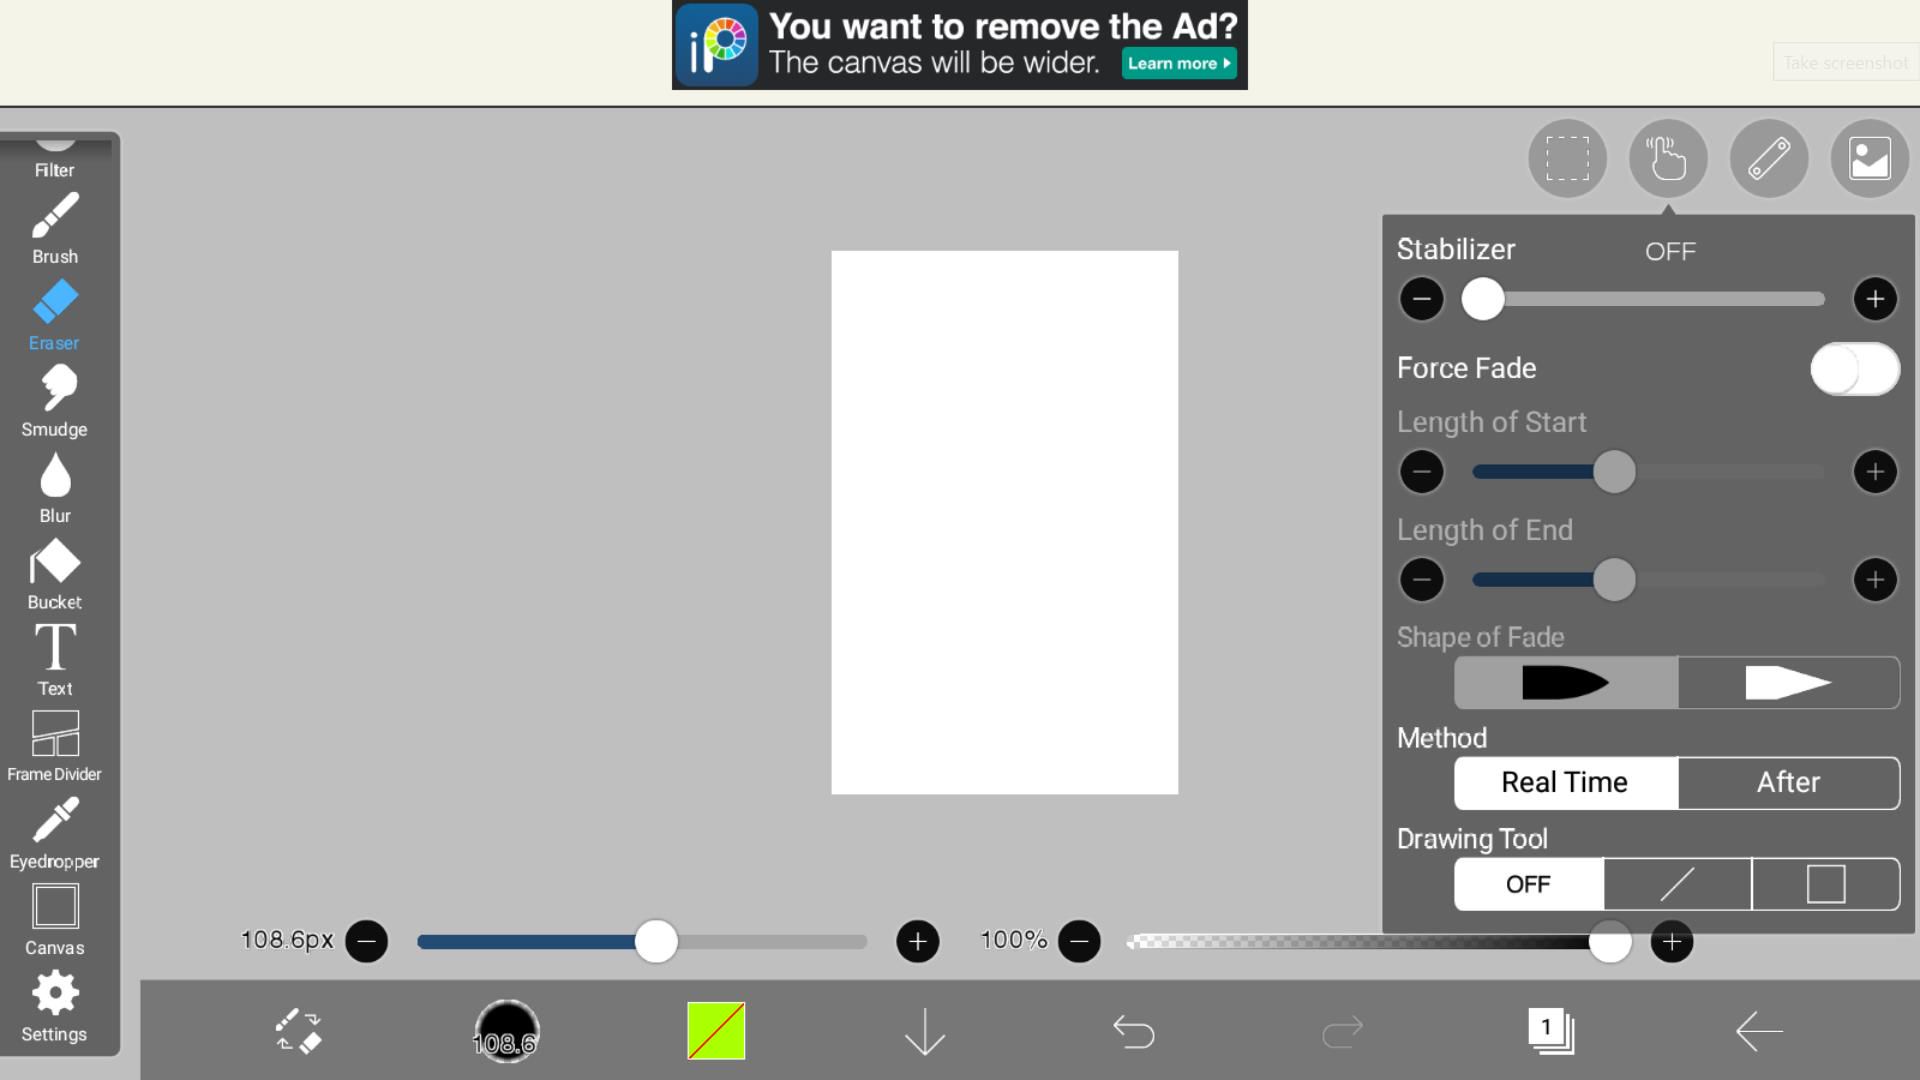 iP
You want to remove the Ad?
The canvas will be wider.
Learn more
Take screenshot
Filter
Brush
Eraser
Smudge
Blur
Bucket
T
Text
Frame Divider
Eyedropper
Canvas
Settings
Stabilizer OFF
Force Fade
Length of Start
Length of End
Shape of Fade
Method
Real Time After
Drawing Tool
OFF
108.6px
100%
108.6
1